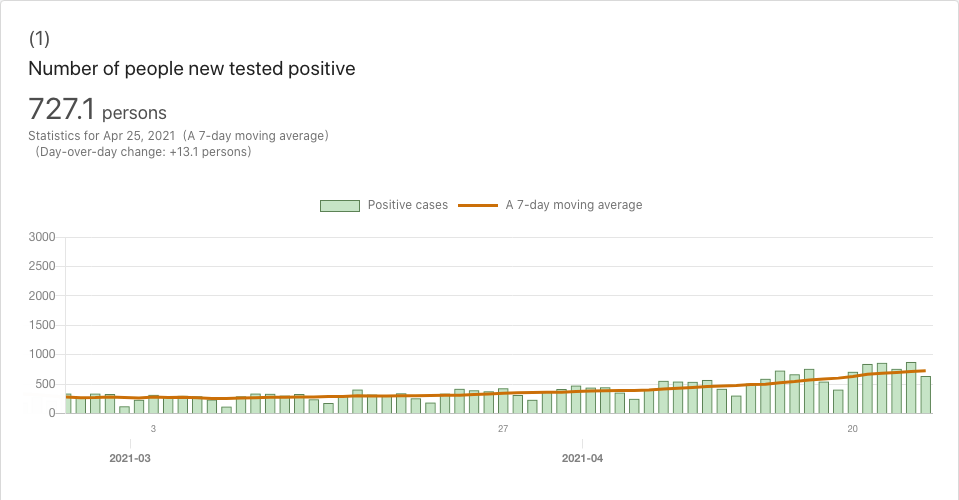 (1)
Number of people new tested positive
727.1 persons
Statistics for Apr 25, 2021 (A 7-day moving average)
(Day-over-day change: +13.1 persons)
Positive cases A 7-day moving average
3000
2500
2000
1500
1000
500
0
3 27 20
2021-03 2021-04